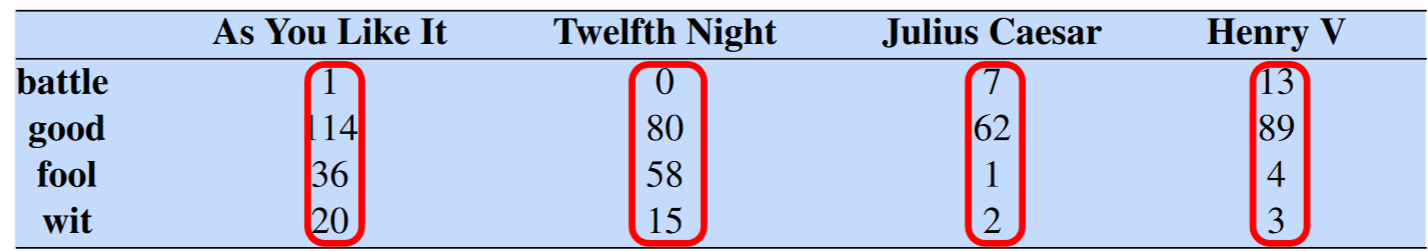 As You Like It Twelfth Night Julius Caesar Henry V
battle 1 0 7 13
good 114 80 62 89
fool 36 58 1 4
wit 20 15 2 3